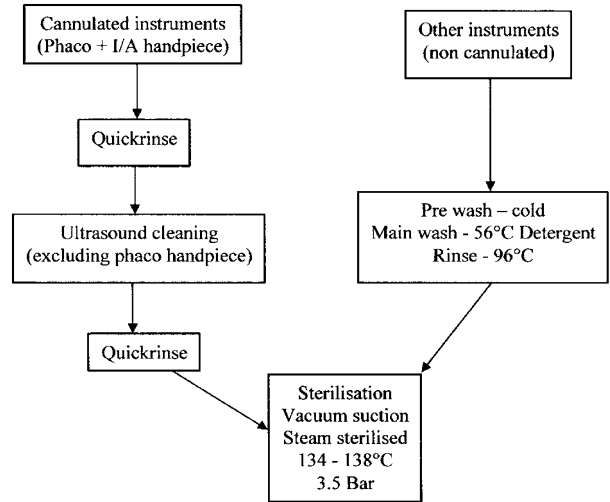 Cannulated instruments
(Phaco + I/A handpiece)
Quickrinse
Ultrasound cleaning
(excluding phaco handpiece)
Quickrinse
Other instruments
(non cannulated)
Pre wash – cold
Main wash - 56°C Detergent
Rinse - 96°C
Sterilisation
Vacuum suction
Steam sterilised
134 - 138°C
3.5 Bar